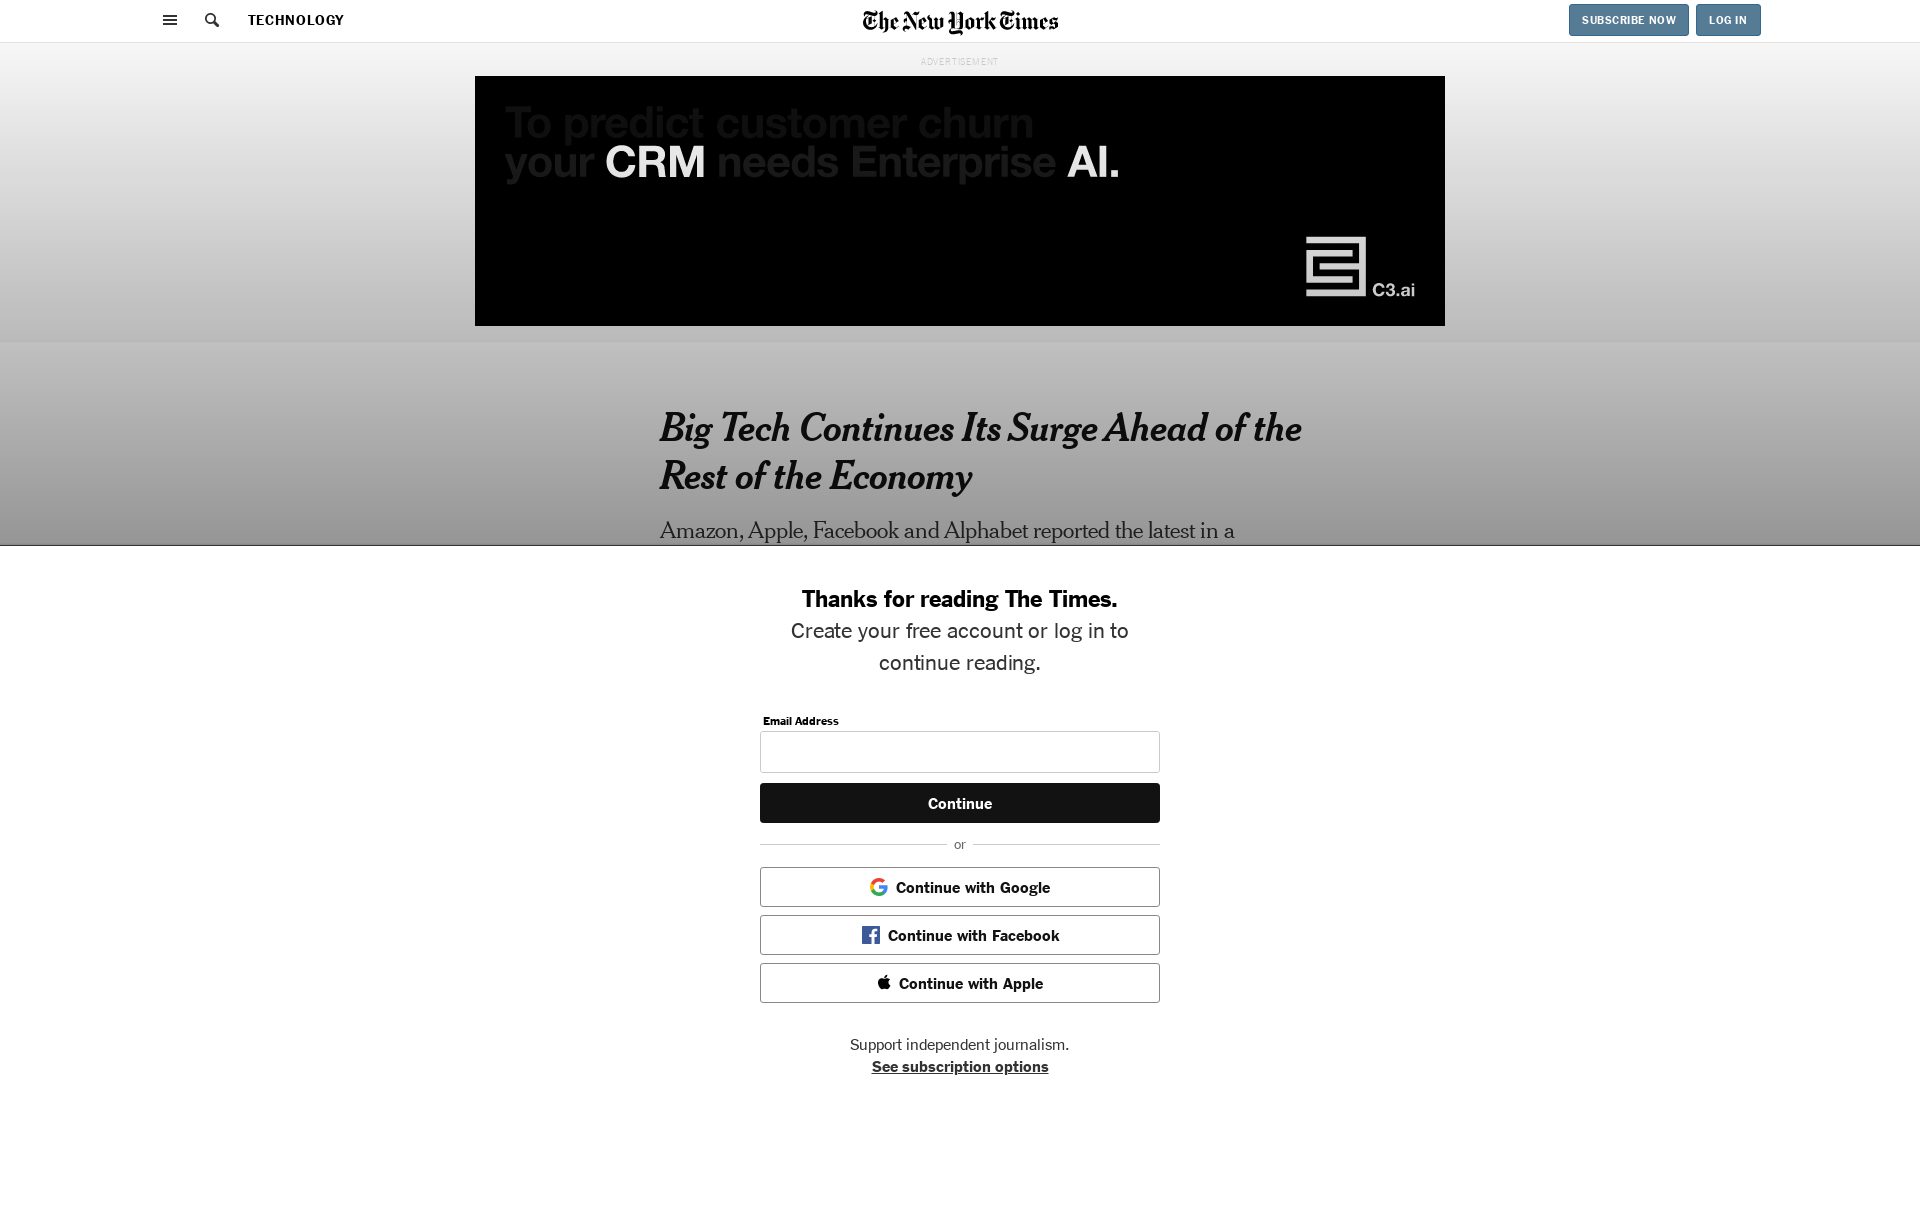 TECHNOLOGY
The New York Times
SUBSCRIBE NOW
LOG IN
ADVERTISEMENT
To predict customer churn
your CRM needs Enterprise AI.
C3.ai
Big Tech Continues Its Surge Ahead of the
Rest of the Economy
Amazon, Apple, Facebook and Alphabet reported the latest in a
Thanks for reading The Times.
Create your free account or log in to
continue reading.
Email Address
Continue
or
Continue with Google
Continue with Facebook
Continue with Apple
Support independent journalism.
See subscription options